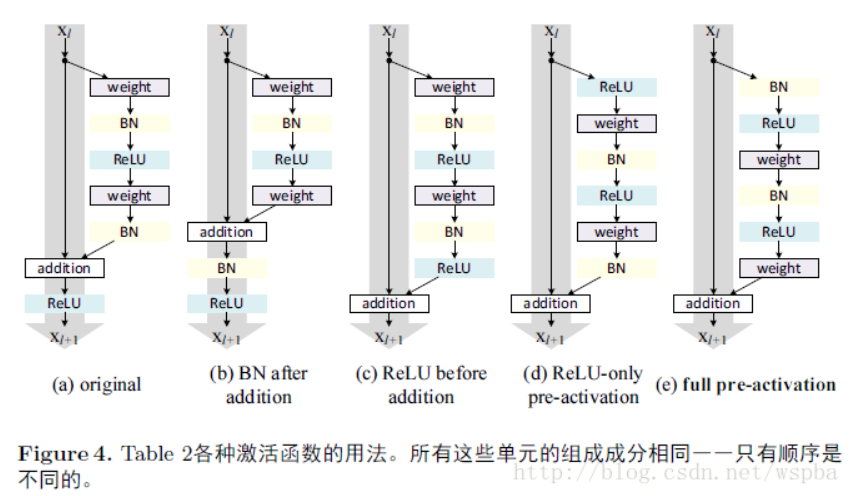 x_l x_l x_l x_l x_l
weight weight weight ReLU BN
BN BN BN weight ReLU
ReLU ReLU ReLU BN weight
weight weight weight ReLU BN
BN addition BN weight ReLU
addition BN ReLU BN weight
ReLU ReLU addition addition addition
x_{l+1} x_{l+1} x_{l+1} x_{l+1} x_{l+1}
(a) original
(b) BN after
addition
(c) ReLU before
addition
(d) ReLU-only
pre-activation
(e) full pre-activation
Figure 4. Table 2各种激活函数的用法。所有这些单元的组成成分相同——只有顺序是
不同的。
http://blog.csdn.net/wspba